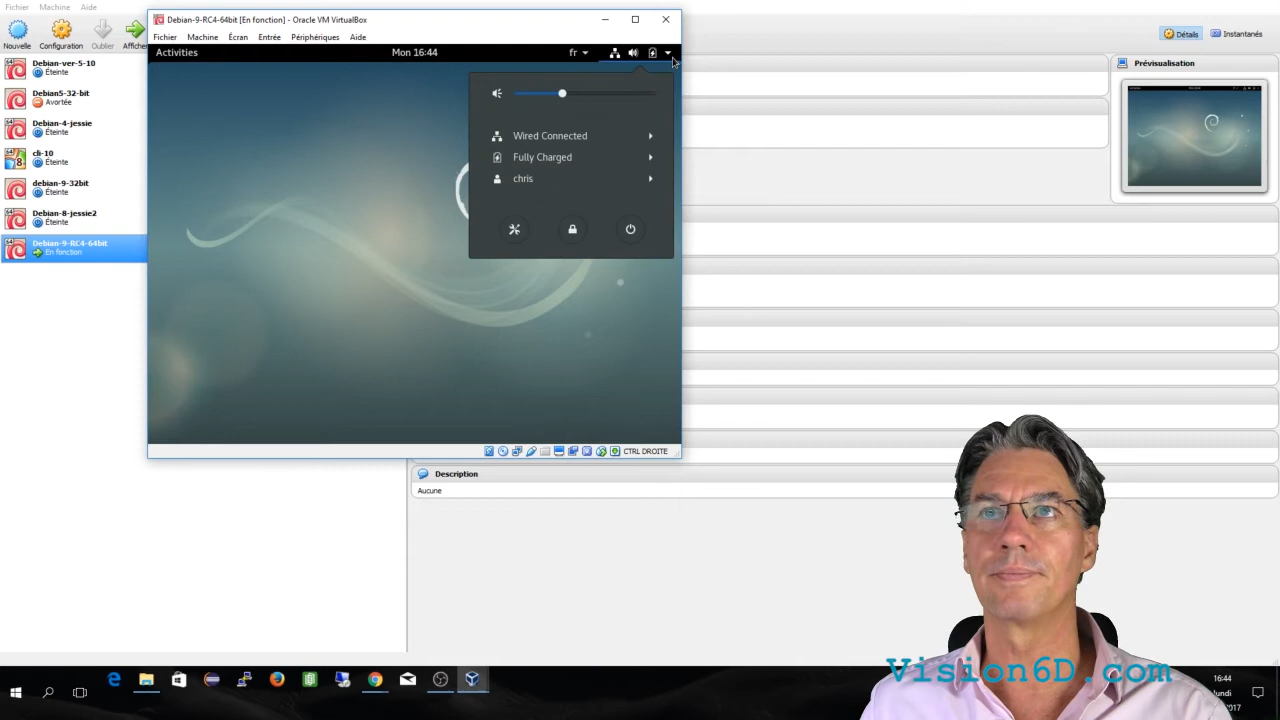 Fichier Machine Aide
Nouvelle Configuration Oublier Afficher
Debian-ver-5-10
Éteinte
Debian5-32-bit
Avortée
Debian-4-jessie
Éteinte
cli-10
Éteinte
debian-9-32bit
Éteinte
Debian-8-jessie2
Éteinte
Debian-9-RC4-64bit
En fonction
Debian-9-RC4-64bit [En fonction] - Oracle VM VirtualBox
Fichier Machine Écran Entrée Périphériques Aide
Activities Mon 16:44 fr
Wired Connected
Fully Charged
chris
CTRL DROITE
Détails Instantanés
Prévisualisation
Description
Aucune
Vision6D.com
16:44
lundi
2017